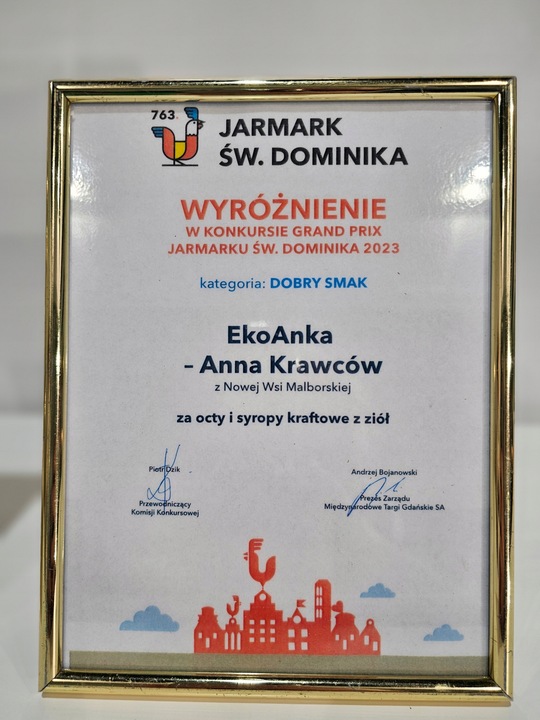 763.
JARMARK
ŚW. DOMINIKA
WYRÓŻNIENIE
W KONKURSIE GRAND PRIX
JARMARKU ŚW. DOMINIKA 2023
kategoria: DOBRY SMAK
EkoAnka
– Anna Krawców
z Nowej Wsi Malborskiej
za octy i syropy kraftowe z ziół
Piotr Dzik
Przewodniczący
Komisji Konkursowej
Andrzej Bojanowski
Prezes Zarządu
Międzynarodowe Targi Gdańskie SA